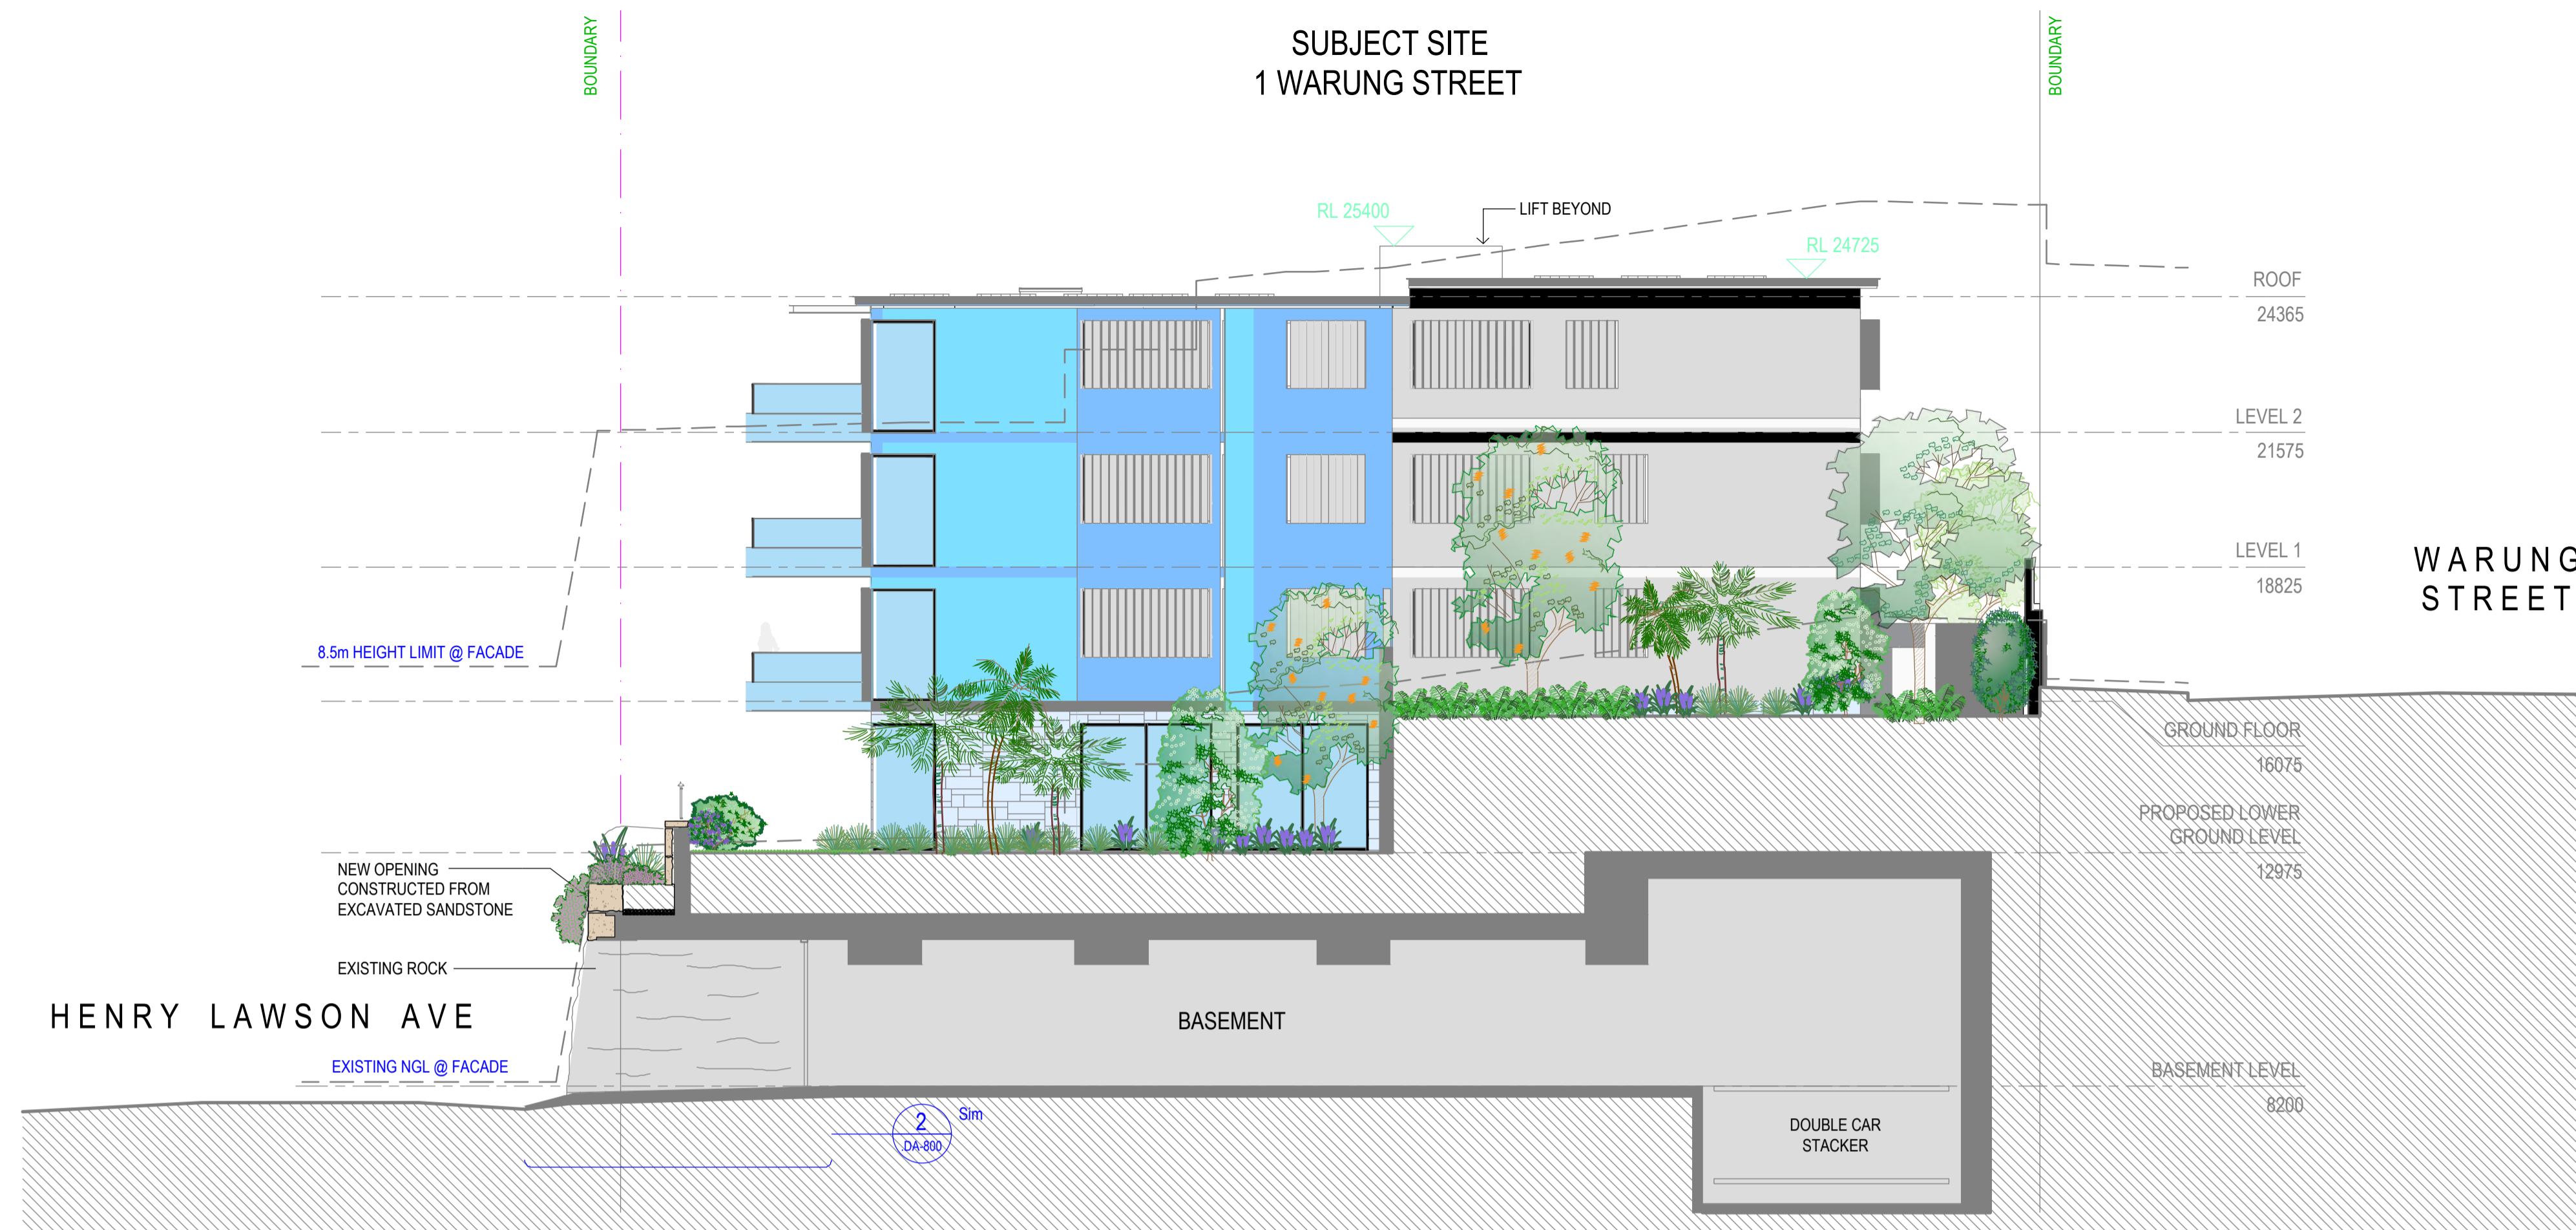 BOUNDARY
SUBJECT SITE
1 WARUNG STREET
BOUNDARY
RL 25400
LIFT BEYOND
RL 24725
ROOF
24365
LEVEL 2
21575
LEVEL 1
18825
WARUNG
STREET
8.5m HEIGHT LIMIT @ FACADE
GROUND FLOOR
16075
PROPOSED LOWER
GROUND LEVEL
12975
NEW OPENING
CONSTRUCTED FROM
EXCAVATED SANDSTONE
EXISTING ROCK
HENRY LAWSON AVE
BASEMENT
EXISTING NGL @ FACADE
BASEMENT LEVEL
8200
2
Sim
DA-800
DOUBLE CAR
STACKER